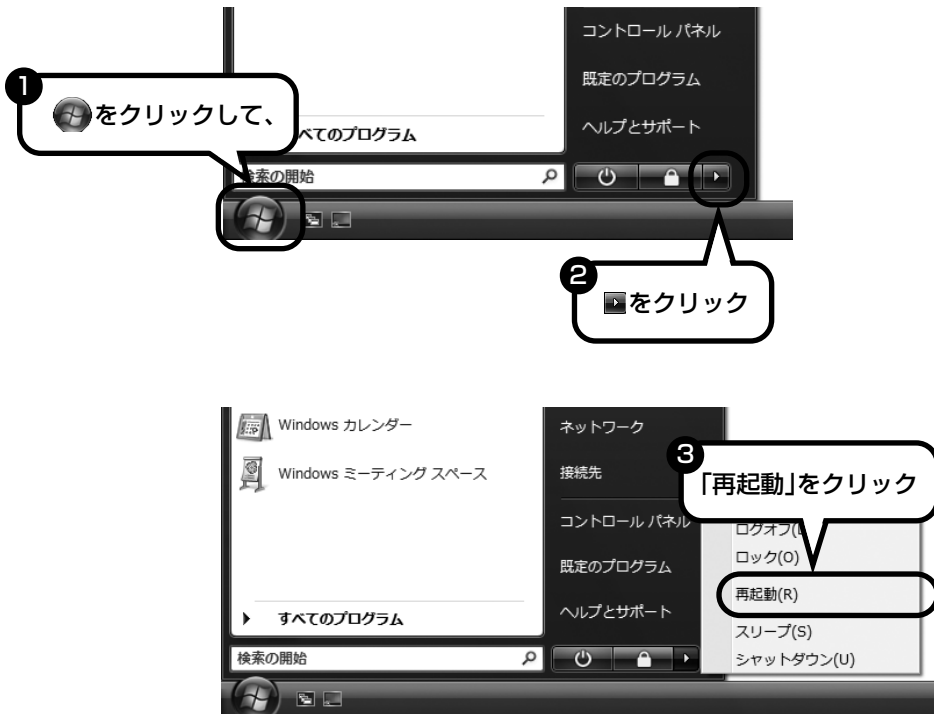 コントロール パネル
1
をクリックして、
既定のプログラム
ヘルプとサポート
べてのプログラム
索の開始
2
をクリック
Windows カレンダー
ネットワーク
3
「再起動」をクリック
Windows ミーティング スペース
接続先
コントロール パネル
ログオフ(
ロック(O)
既定のプログラム
再起動(R)
すべてのプログラム
ヘルプとサポート
スリープ(S)
検索の開始
シャットダウン(U)